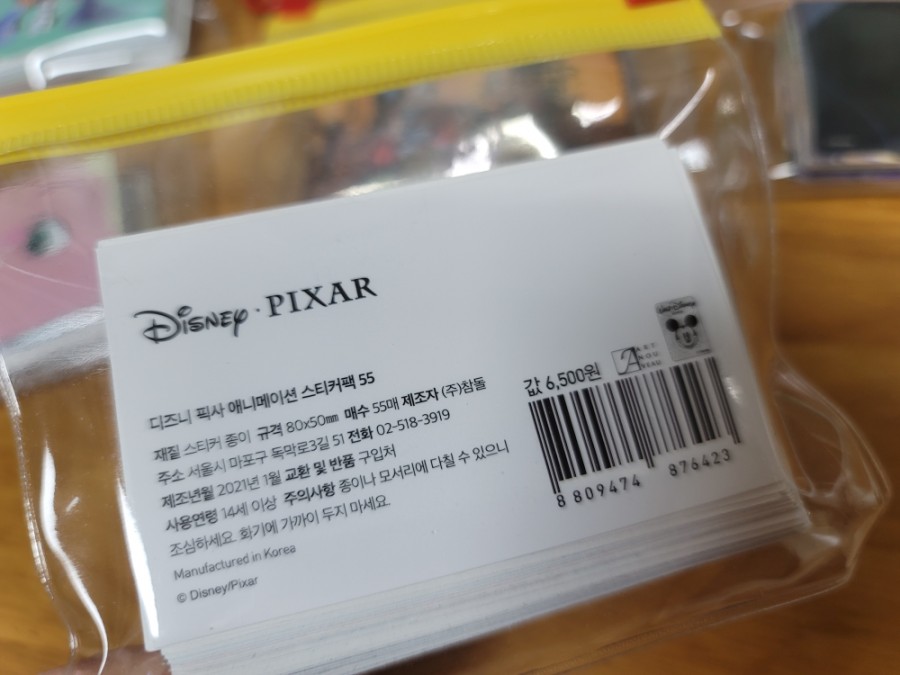 Disney · PIXAR
디즈니 픽사 애니메이션 스티커팩 55
재질 스티커 종이 규격 80x50㎜ 매수 55매 제조자 (주)참돌
주소 서울시 마포구 독막로3길 51 전화 02-518-3919
제조년월 2021년 1월 교환 및 반품 구입처
사용연령 14세 이상 주의사항 종이나 모서리에 다칠 수 있으니
조심하세요. 화기에 가까이 두지 마세요.
Manufactured in Korea
© Disney/Pixar
값 6,500원
ART
NOU
VEAU
Walt Disney
8 809474 876423